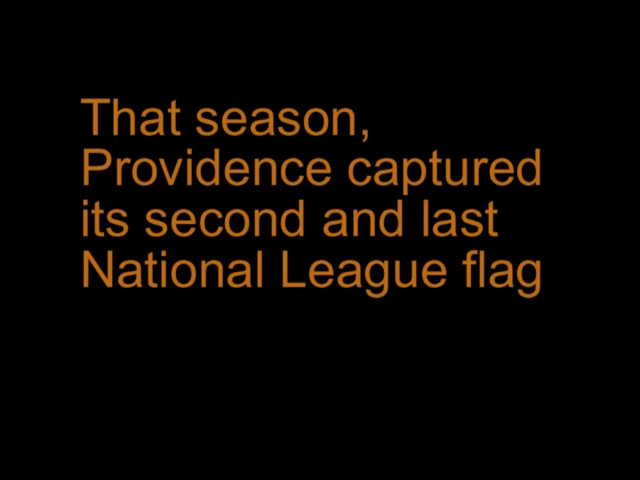 That season,
Providence captured
its second and last
National League flag